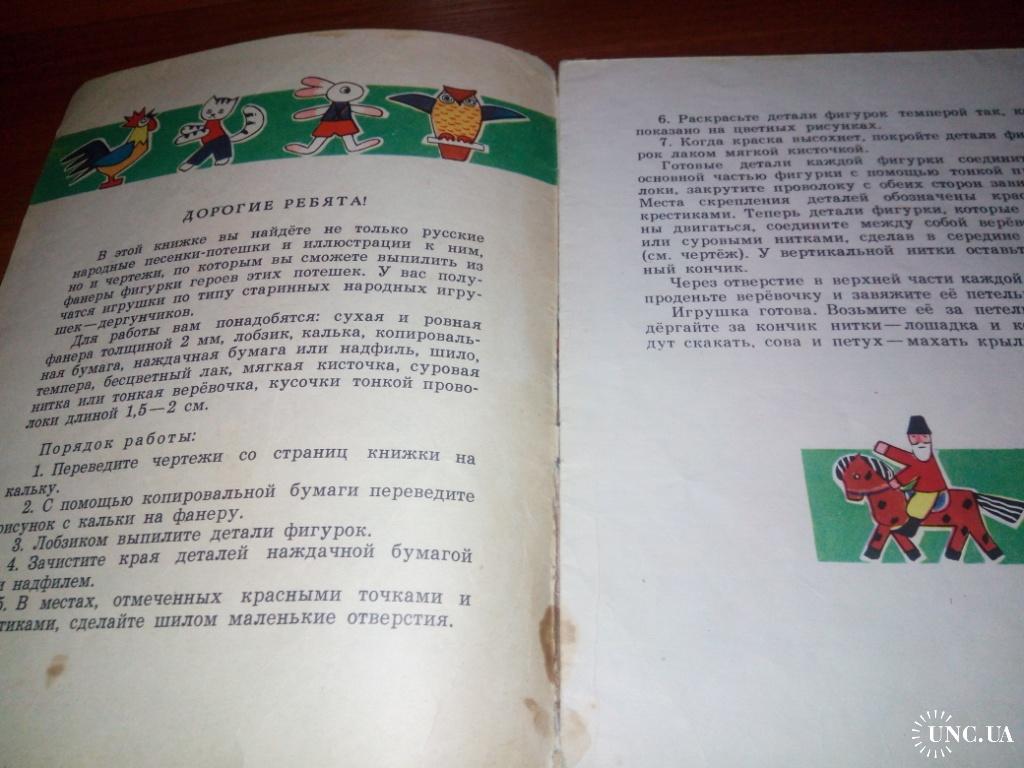 ДОРОГИЕ РЕБЯТА!
В этой книжке вы найдёте не только русские
народные песенки-потешки и иллюстрации к ним,
но и чертежи, по которым вы сможете выпилить из
фанеры фигурки героев этих потешек. У вас полу-
чатся игрушки по типу старинных народных игру-
шек—дергунчиков.
Для работы вам понадобятся: сухая и ровная
фанера толщиной 2 мм, лобзик, калька, копироваль-
ная бумага, наждачная бумага или надфиль, шило,
темпера, бесцветный лак, мягкая кисточка, суровая
нитка или тонкая верёвочка, кусочки тонкой прово-
локи длиной 1,5—2 см.
Порядок работы:
1. Переведите чертежи со страниц книжки на
кальку.
2. С помощью копировальной бумаги переведите
рисунок с кальки на фанеру.
3. Лобзиком выпилите детали фигурок.
4. Зачистите края деталей наждачной бумагой
и надфилем.
5. В местах, отмеченных красными точками и
тиками, сделайте шилом маленькие отверстия.
6. Раскрасьте детали фигурок темперой так, к
показано на цветных рисунках.
7. Когда краска высохнет, покройте детали фи
рок лаком мягкой кисточкой.
Готовые детали каждой фигурки соедини
основной частью фигурки с помощью тонкой п
локи, закрутите проволоку с обеих сторон зави
Места скрепления деталей обозначены крас
крестиками. Теперь детали фигурки, которые
ны двигаться, соедините между собой верёв
или суровыми нитками, сделав в середине
(см. чертёж). У вертикальной нитки оставьт
ный кончик.
Через отверстие в верхней части каждой
проденьте верёвочку и завяжите её петель
Игрушка готова. Возьмите её за петел
дёргайте за кончик нитки—лошадка и к
дут скакать, сова и петух—махать крыл
UNC.UA